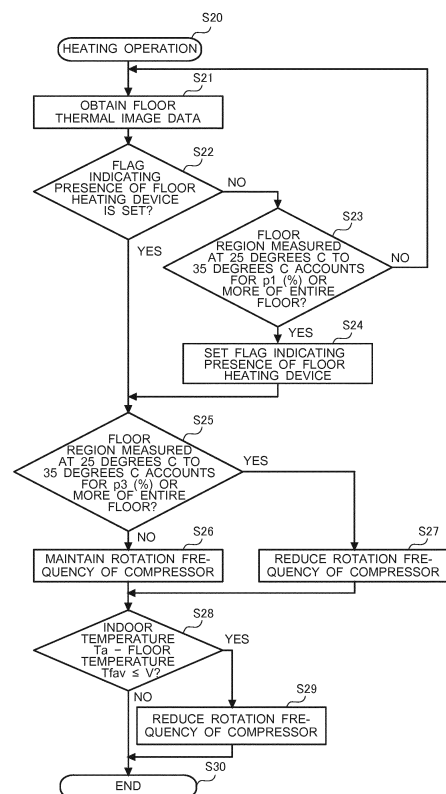 S20
HEATING OPERATION
S21
OBTAIN FLOOR
THERMAL IMAGE DATA
S22
FLAG
INDICATING
PRESENCE OF FLOOR
HEATING DEVICE
IS SET?
NO
YES
S23
FLOOR
REGION MEASURED
AT 25 DEGREES C TO
35 DEGREES C ACCOUNTS
FOR p1 (%) OR
MORE OF ENTIRE
FLOOR?
NO
YES
S24
SET FLAG INDICATING
PRESENCE OF FLOOR
HEATING DEVICE
S25
FLOOR
REGION MEASURED
AT 25 DEGREES C TO
35 DEGREES C ACCOUNTS
FOR p3 (%) OR
MORE OF ENTIRE
FLOOR?
YES
NO
S26
MAINTAIN ROTATION FRE-
QUENCY OF COMPRESSOR
S27
REDUCE ROTATION FRE-
QUENCY OF COMPRESSOR
S28
INDOOR
TEMPERATURE
Ta − FLOOR
TEMPERATURE
Tfav ≤ V?
YES
NO
S29
REDUCE ROTATION FRE-
QUENCY OF COMPRESSOR
S30
END